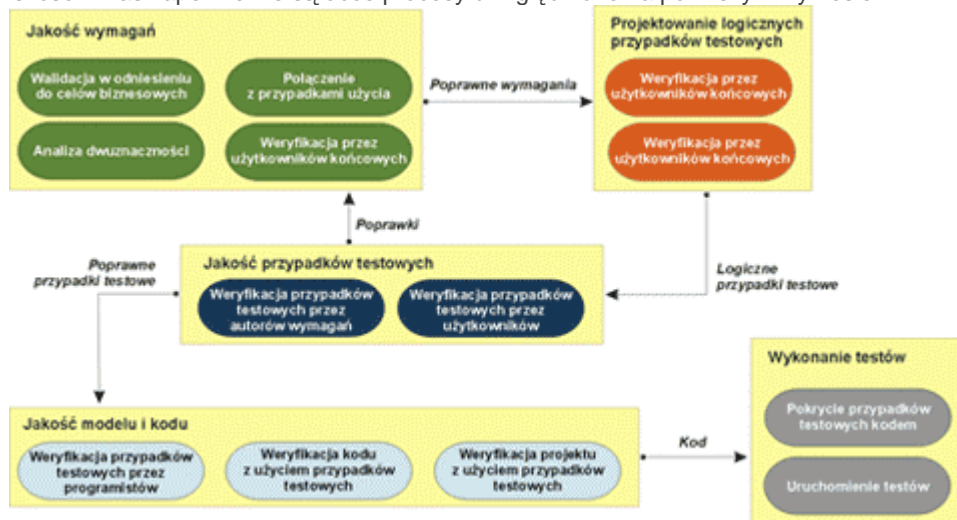 Jakość wymagań
Walidacja w odniesieniu
do celów biznesowych
Połączenie
z przypadkami użycia
Analiza dwuznaczności
Weryfikacja przez
użytkowników końcowych
Poprawne wymagania
Projektowanie logicznych
przypadków testowych
Weryfikacja przez
użytkowników końcowych
Weryfikacja przez
użytkowników końcowych
Poprawki
Logiczne
przypadki testowe
Poprawne
przypadki testowe
Jakość przypadków testowych
Weryfikacja przypadków
testowych przez
autorów wymagań
Weryfikacja przypadków
testowych przez
użytkowników
Jakość modelu i kodu
Weryfikacja przypadków
testowych przez
programistów
Weryfikacja kodu
z użyciem przypadków
testowych
Weryfikacja projektu
z użyciem przypadków
testowych
Kod
Wykonanie testów
Pokrycie przypadków
testowych kodem
Uruchomienie testów